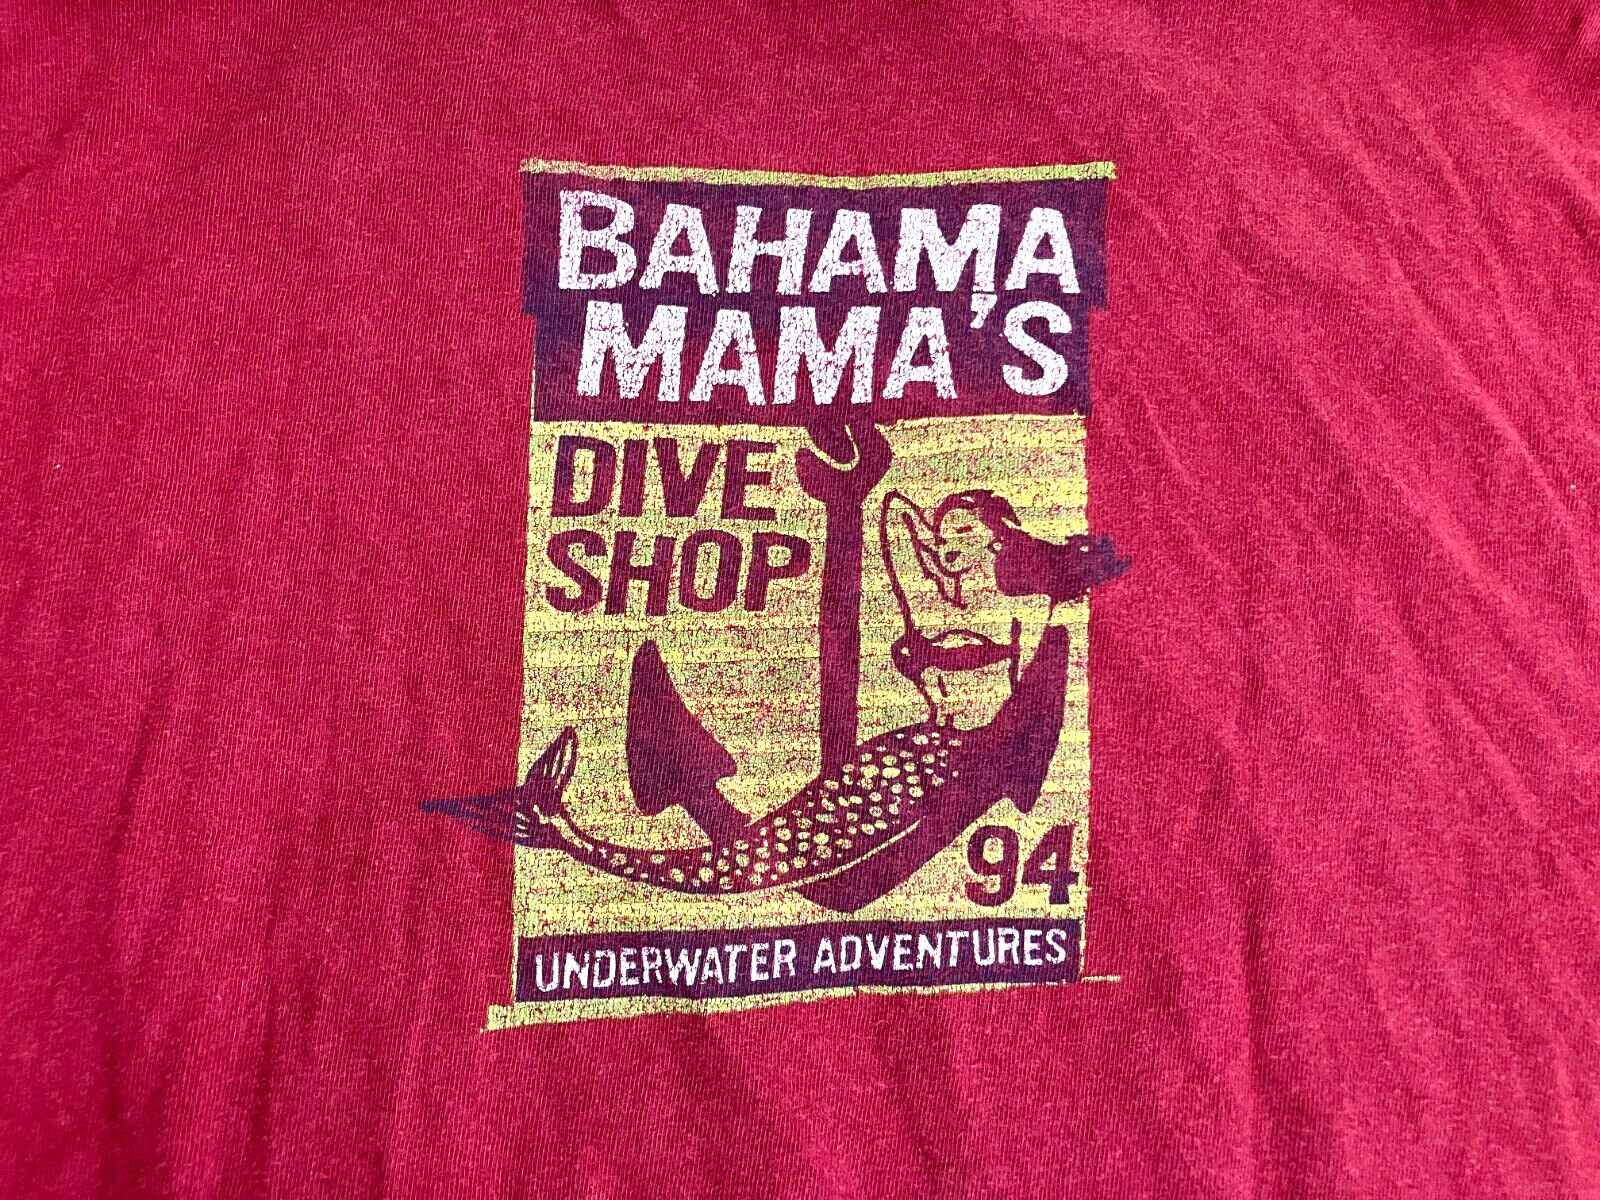 BAHAMA
MAMA'S
DIVE
SHOP
94
UNDERWATER ADVENTURES